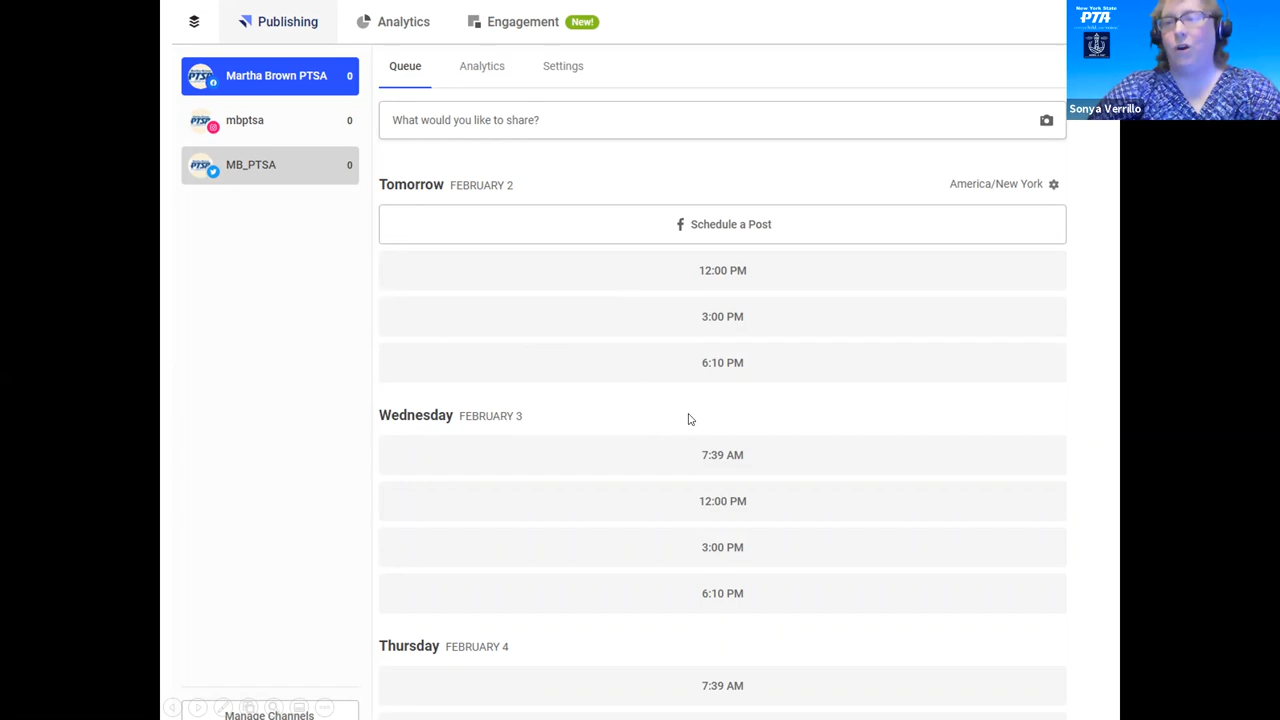 Publishing
Analytics
Engagement New!
New York State
PTA
Martha Brown PTSA 0
mbptsa 0
MB_PTSA 0
Queue
Analytics
Settings
What would you like to share?
Sonya Verrillo
Tomorrow FEBRUARY 2
America/New York
Schedule a Post
12:00 PM
3:00 PM
6:10 PM
Wednesday FEBRUARY 3
7:39 AM
12:00 PM
3:00 PM
6:10 PM
Thursday FEBRUARY 4
7:39 AM
Manage Channels